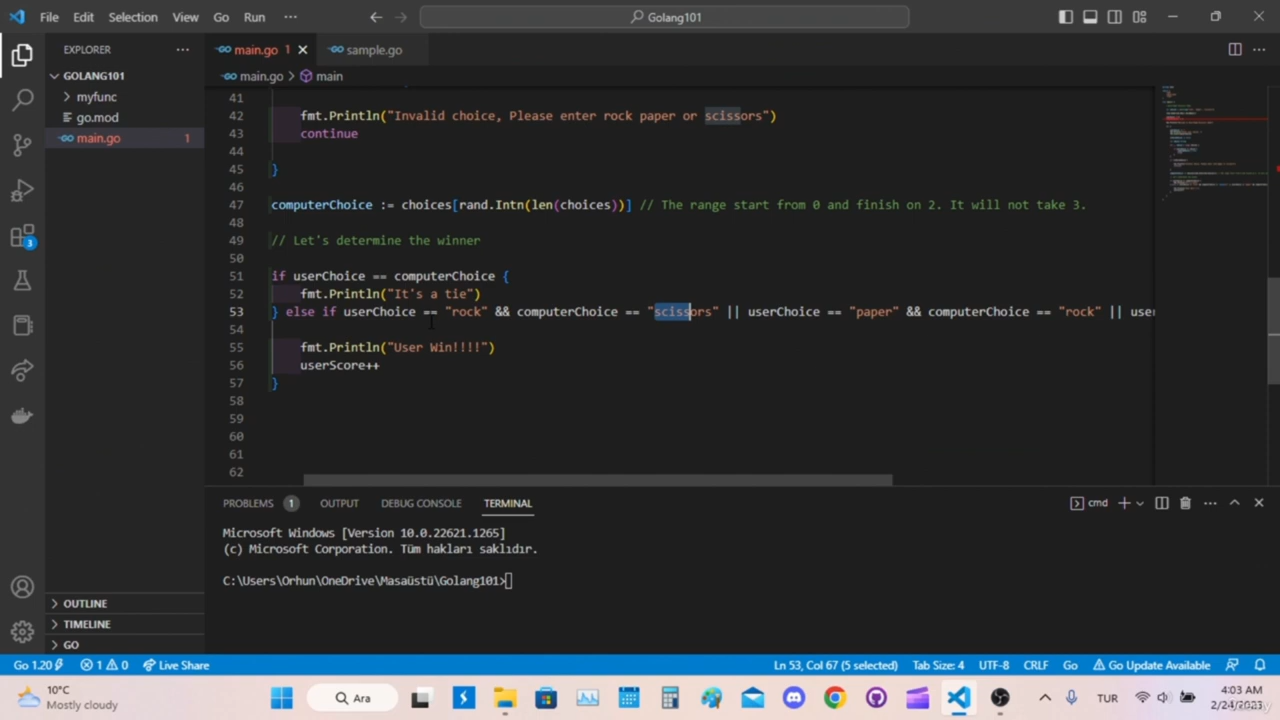 File Edit Selection View Go Run ··· Golang101
EXPLORER ···
main.go 1 sample.go
GOLANG101
myfunc
go.mod
main.go 1
main.go > main
41
42 fmt.Println("Invalid choice, Please enter rock paper or scissors")
43 continue
44
45 }
46
47 computerChoice := choices[rand.Intn(len(choices))] // The range start from 0 and finish on 2. It will not take 3.
48
49 // Let's determine the winner
50
51 if userChoice == computerChoice {
52 fmt.Println("It's a tie")
53 } else if userChoice == "rock" && computerChoice == "scissors" || userChoice == "paper" && computerChoice == "rock" || use
54
55 fmt.Println("User Win!!!!")
56 userScore++
57 }
58
59
60
61
62
3
PROBLEMS 1 OUTPUT DEBUG CONSOLE TERMINAL
cmd
Microsoft Windows [Version 10.0.22621.1265]
(c) Microsoft Corporation. Tüm hakları saklıdır.
C:\Users\Orhun\OneDrive\Masaüstü\Golang101>
OUTLINE
TIMELINE
GO
Go 1.20 1 0 Live Share Ln 53, Col 67 (5 selected) Tab Size: 4 UTF-8 CRLF Go Go Update Available
10°C
Mostly cloudy
Ara
TUR
4:03 AM
2/24/2023